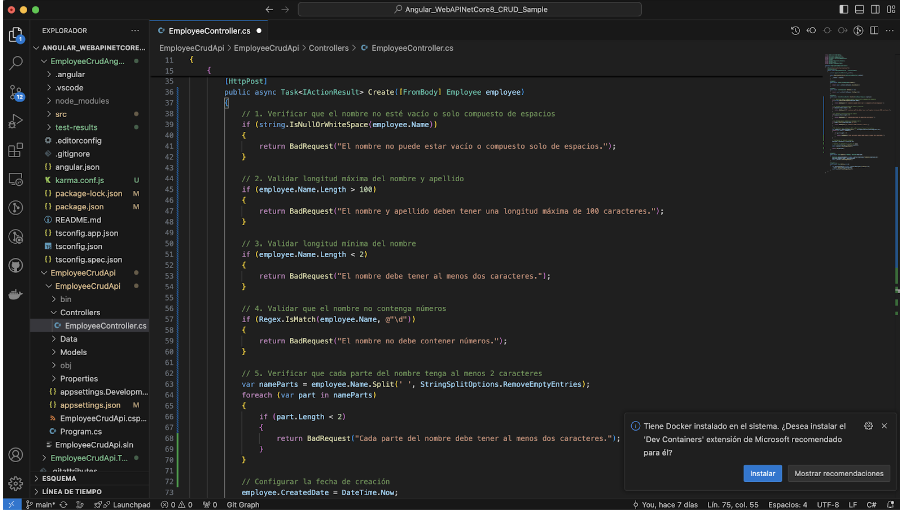 Angular_WebAPINetCore8_CRUD_Sample
EXPLORADOR
ANGULAR_WEBAPINETCORE...
EmployeeCrudAng...
.angular
.vscode
node_modules
src
test-results
.editorconfig
.gitignore
angular.json
karma.conf.js U
package-lock.json M
package.json M
README.md
tsconfig.app.json
tsconfig.json
tsconfig.spec.json
EmployeeCrudApi
EmployeeCrudApi
bin
Controllers
EmployeeController.cs
Data
Models
obj
Properties
appsettings.Developm...
appsettings.json M
EmployeeCrudApi.csp...
Program.cs
EmployeeCrudApi.sln
EmployeeCrudApi.T...
.gitattributes
ESQUEMA
LÍNEA DE TIEMPO
EmployeeController.cs
EmployeeCrudApi > EmployeeCrudApi > Controllers > EmployeeController.cs
11 {
15 {
35 [HttpPost]
36 public async Task<IActionResult> Create([FromBody] Employee employee)
37 {
38 // 1. Verificar que el nombre no esté vacío o solo compuesto de espacios
39 if (string.IsNullOrWhiteSpace(employee.Name))
40 {
41 return BadRequest("El nombre no puede estar vacío o compuesto solo de espacios.");
42 }
43
44 // 2. Validar longitud máxima del nombre y apellido
45 if (employee.Name.Length > 100)
46 {
47 return BadRequest("El nombre y apellido deben tener una longitud máxima de 100 caracteres.");
48 }
49
50 // 3. Validar longitud mínima del nombre
51 if (employee.Name.Length < 2)
52 {
53 return BadRequest("El nombre debe tener al menos dos caracteres.");
54 }
55
56 // 4. Validar que el nombre no contenga números
57 if (Regex.IsMatch(employee.Name, @"\d"))
58 {
59 return BadRequest("El nombre no debe contener números.");
60 }
61
62 // 5. Verificar que cada parte del nombre tenga al menos 2 caracteres
63 var nameParts = employee.Name.Split(' ', StringSplitOptions.RemoveEmptyEntries);
64 foreach (var part in nameParts)
65 {
66 if (part.Length < 2)
67 {
68 return BadRequest("Cada parte del nombre debe tener al menos dos caracteres.");
69 }
70 }
71
72 // Configurar la fecha de creación
73 employee.CreatedDate = DateTime.Now;
Tiene Docker instalado en el sistema. ¿Desea instalar el
'Dev Containers' extensión de Microsoft recomendado
para él?
Instalar
Mostrar recomendaciones
1
12
main*
Launchpad
0 0
0
Git Graph
You, hace 7 días
Lín. 75, col. 55
Espacios: 4
UTF-8
LF
C#